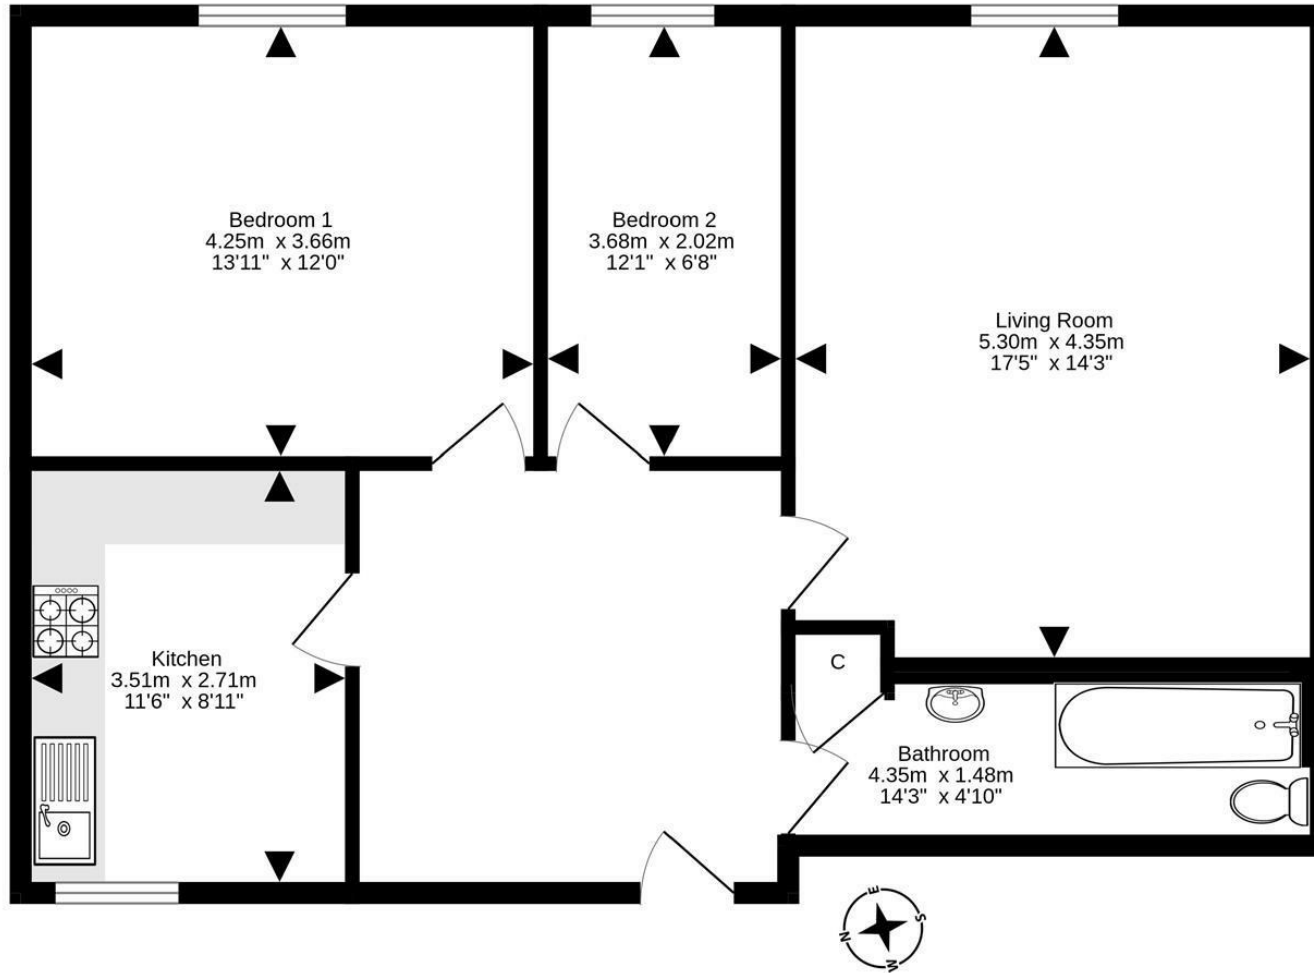 Bedroom 1
4.25m x 3.66m
13'11" x 12'0"
Bedroom 2
3.68m x 2.02m
12'1" x 6'8"
Living Room
5.30m x 4.35m
17'5" x 14'3"
Kitchen
3.51m x 2.71m
11'6" x 8'11"
C
Bathroom
4.35m x 1.48m
14'3" x 4'10"
E
S
N
W